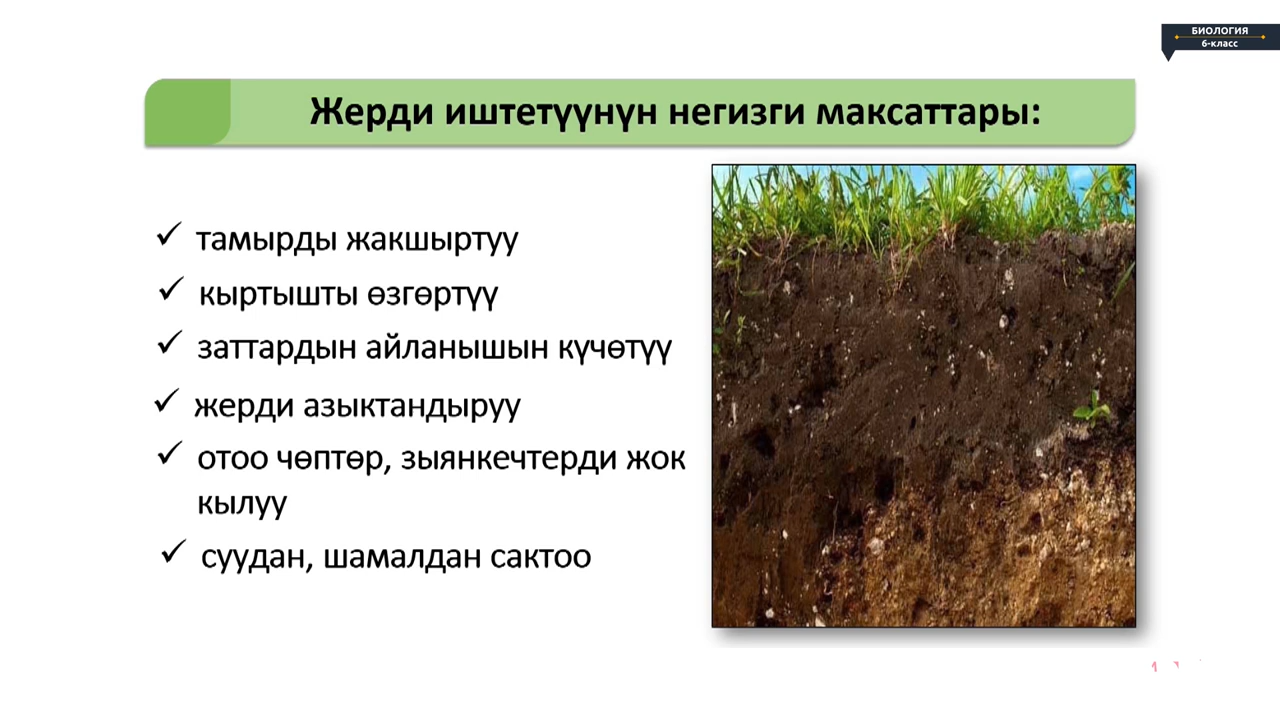 БИОЛОГИЯ
6-класс
Жерди иштетүүнүн негизги максаттары:
тамырды жакшыртуу
кыртышты өзгөртүү
заттардын айланышын күчөтүү
жерди азыктандыруу
отоо чөптөр, зыянкечтерди жок
кылуу
суудан, шамалдан сактоо